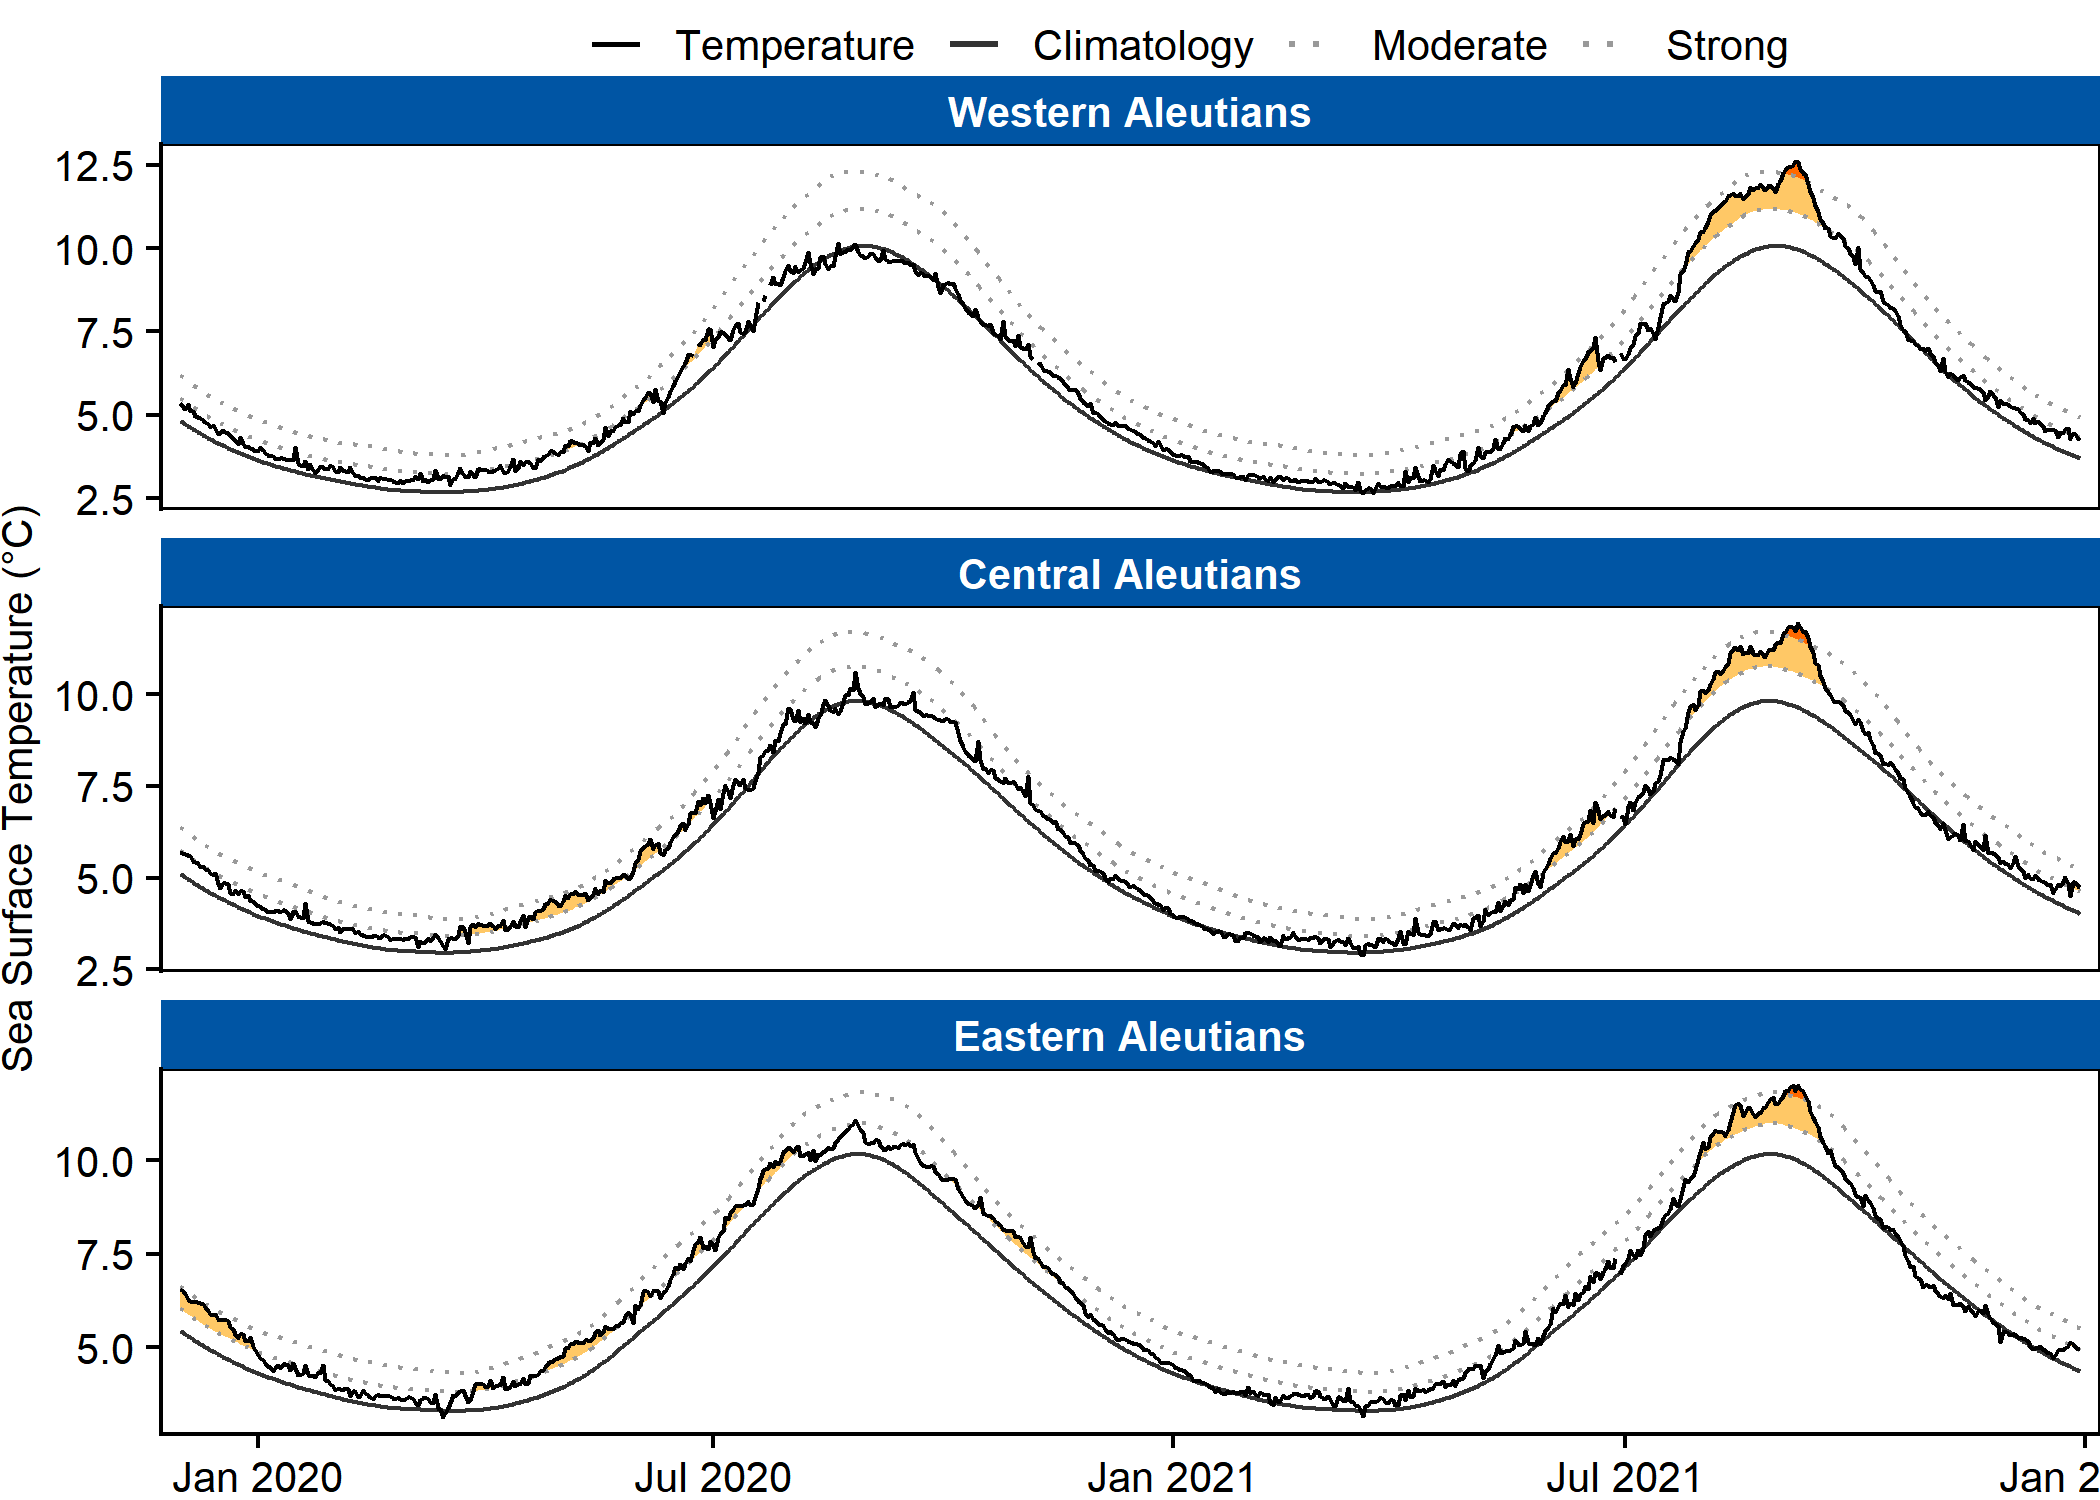 Temperature Climatology Moderate Strong
Western Aleutians
12.5
10.0
7.5
5.0
2.5
Central Aleutians
10.0
7.5
5.0
2.5
Eastern Aleutians
10.0
7.5
5.0
Sea Surface Temperature (°C)
Jan 2020 Jul 2020 Jan 2021 Jul 2021 Jan 2